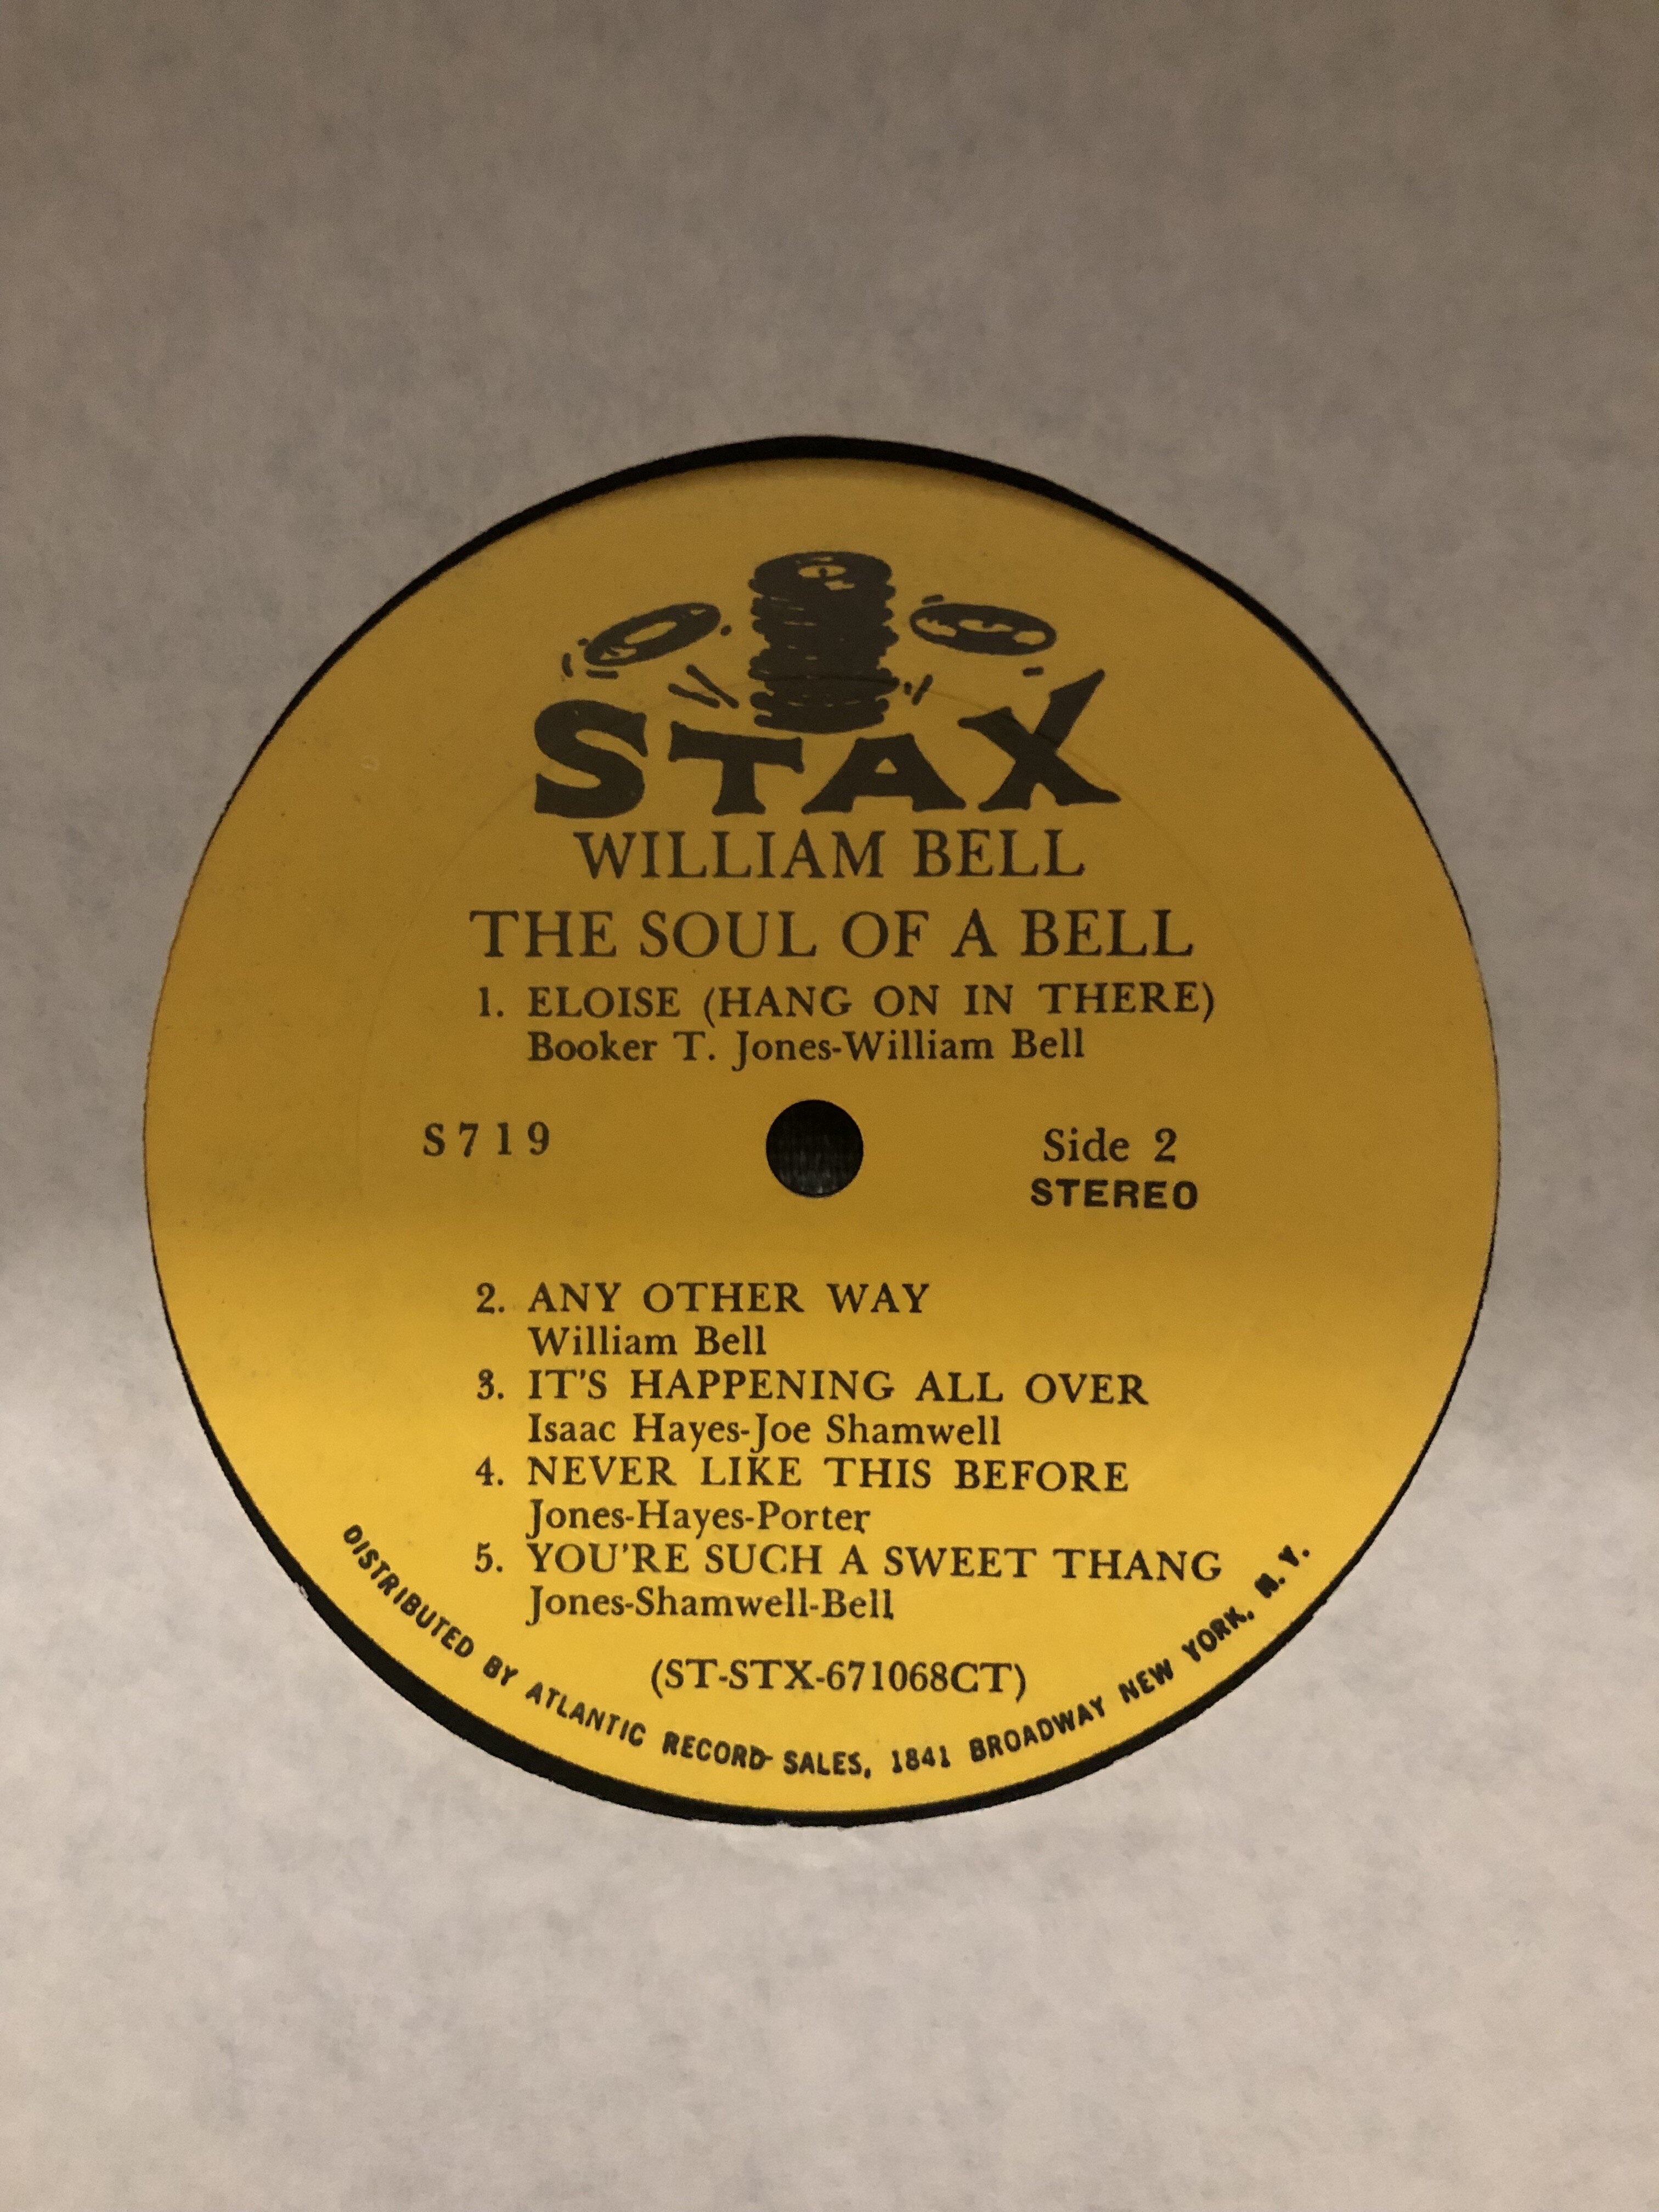 STAX
WILLIAM BELL
THE SOUL OF A BELL
1. ELOISE (HANG ON IN THERE)
Booker T. Jones-William Bell
S719
Side 2
STEREO
2. ANY OTHER WAY
William Bell
3. IT'S HAPPENING ALL OVER
Isaac Hayes-Joe Shamwell
4. NEVER LIKE THIS BEFORE
Jones-Hayes-Porter
5. YOU'RE SUCH A SWEET THANG
Jones-Shamwell-Bell
(ST-STX-671068CT)
DISTRIBUTED BY ATLANTIC RECORD SALES, 1841 BROADWAY NEW YORK, N.Y.